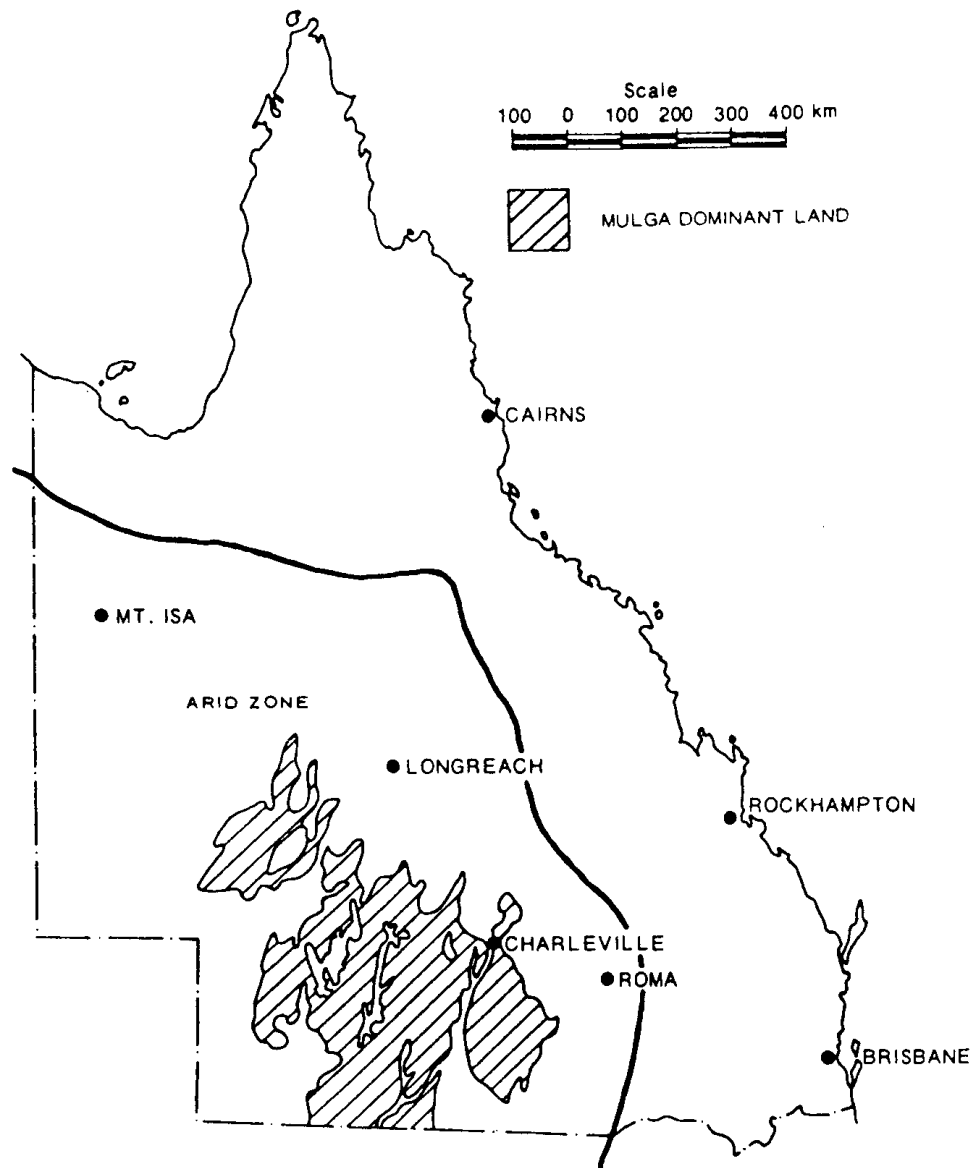 Scale
100 0 100 200 300 400 km
MULGA DOMINANT LAND
CAIRNS
MT. ISA
ARID ZONE
LONGREACH
ROCKHAMPTON
CHARLEVILLE
ROMA
BRISBANE